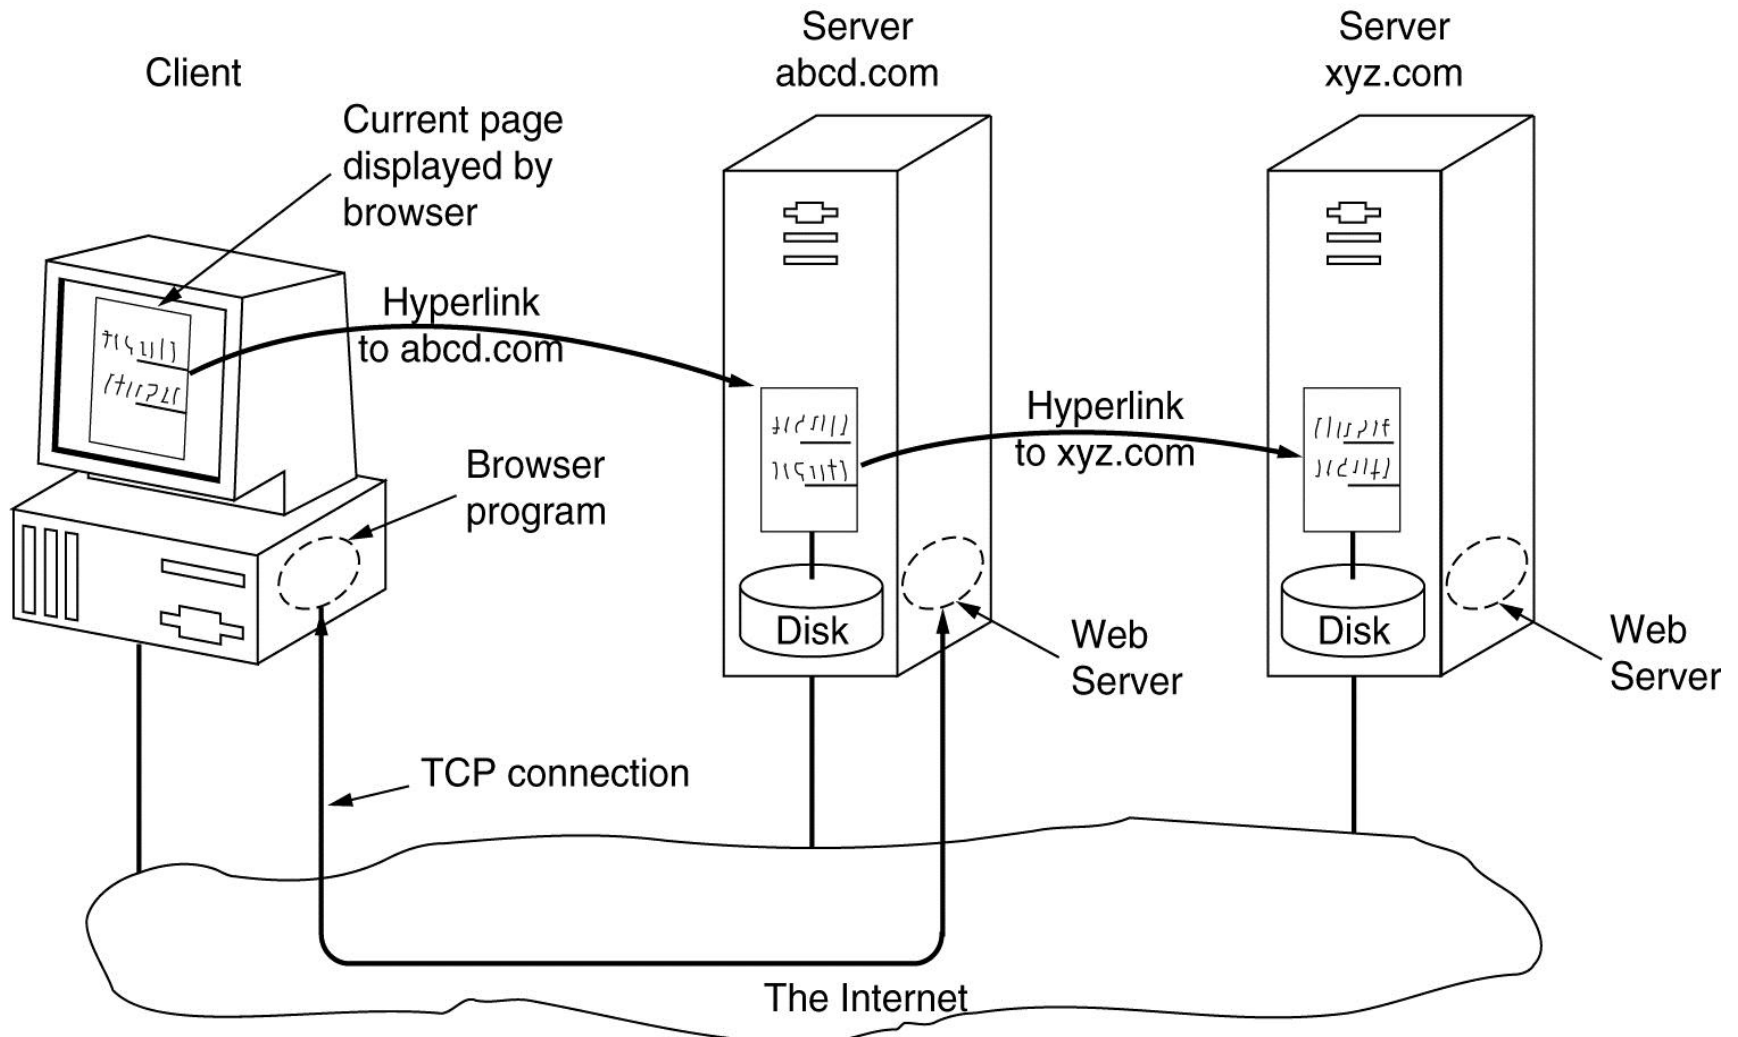 Client
Server
abcd.com
Server
xyz.com
Current page
displayed by
browser
Hyperlink
to abcd.com
Hyperlink
to xyz.com
Browser
program
Disk
Web
Server
Disk
Web
Server
TCP connection
The Internet